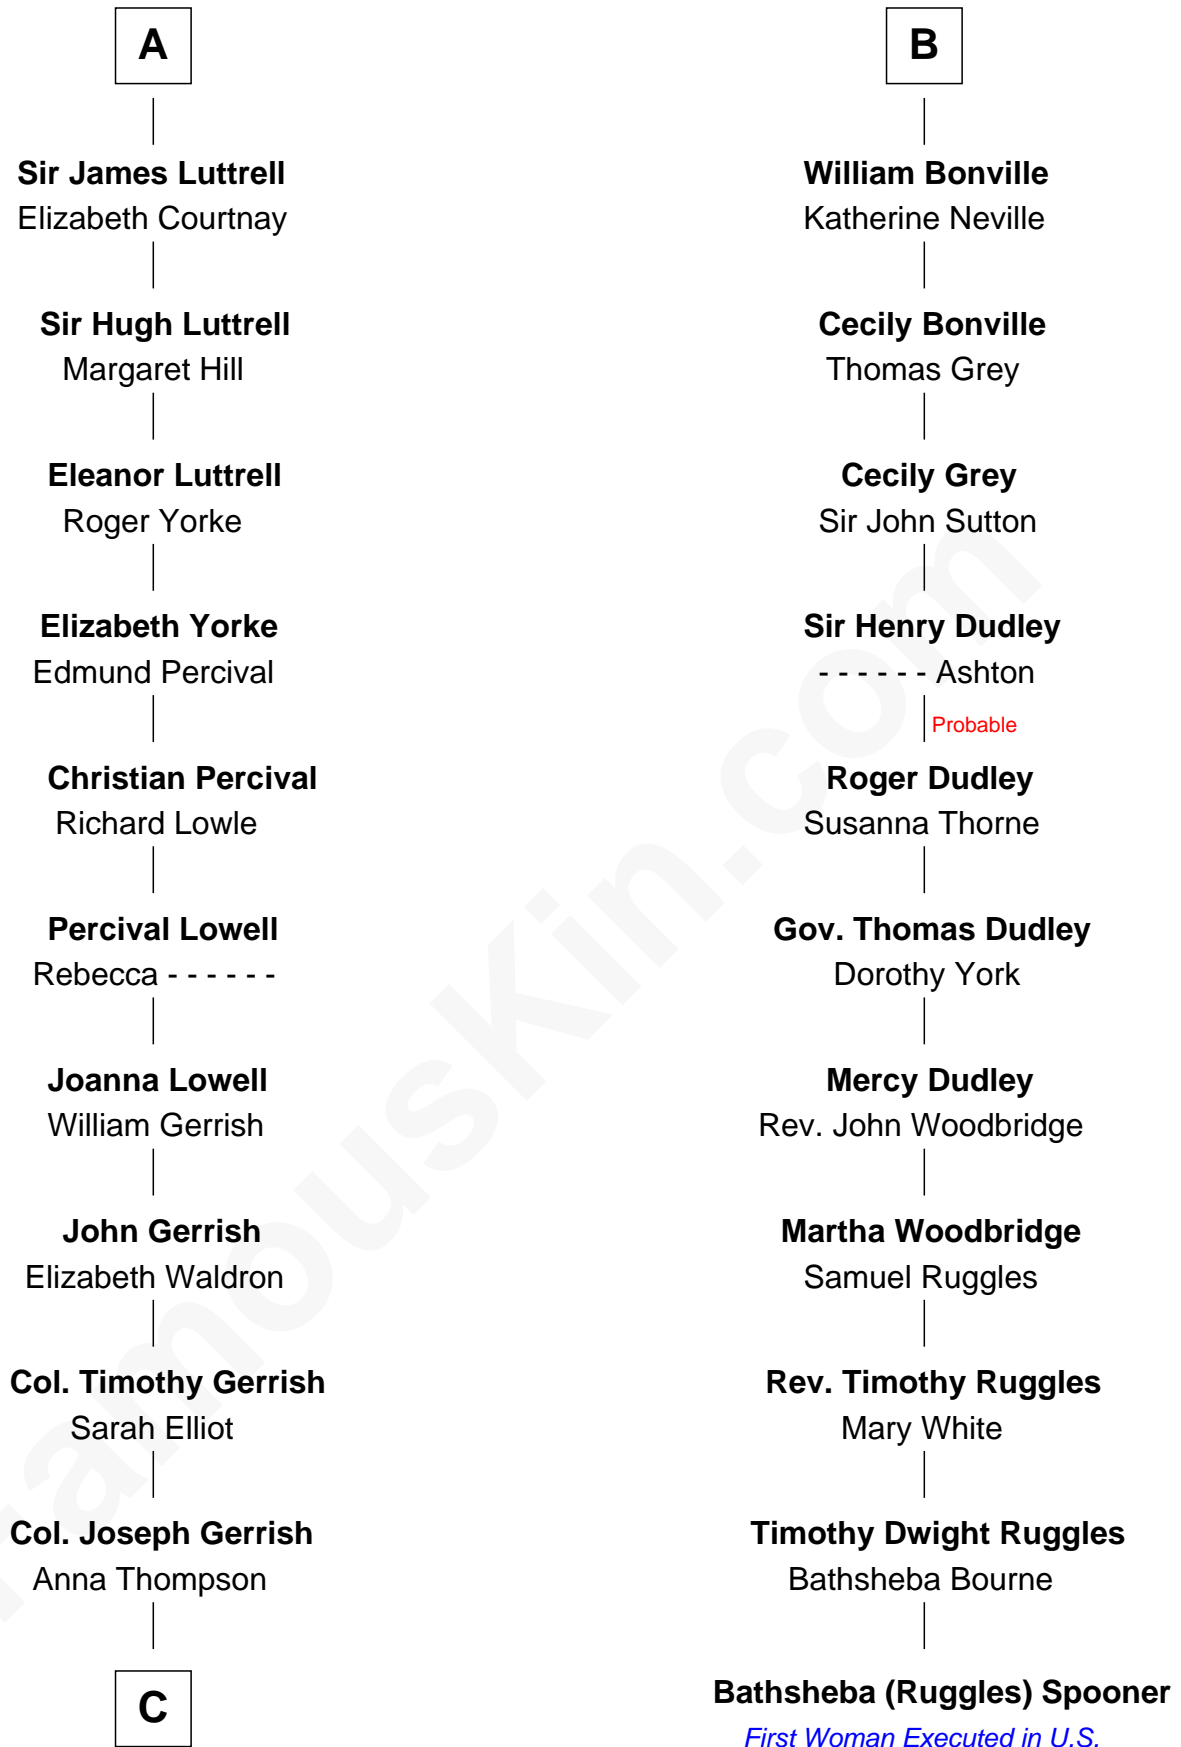 A
Sir James Luttrell
Elizabeth Courtnay
Sir Hugh Luttrell
Margaret Hill
Eleanor Luttrell
Roger Yorke
Elizabeth Yorke
Edmund Percival
Christian Percival
Richard Lowle
Percival Lowell
Rebecca - - - - - -
Joanna Lowell
William Gerrish
John Gerrish
Elizabeth Waldron
Col. Timothy Gerrish
Sarah Elliot
Col. Joseph Gerrish
Anna Thompson
C
B
William Bonville
Katherine Neville
Cecily Bonville
Thomas Grey
Cecily Grey
Sir John Sutton
Sir Henry Dudley
- - - - - - Ashton
Probable
Roger Dudley
Susanna Thorne
Gov. Thomas Dudley
Dorothy York
Mercy Dudley
Rev. John Woodbridge
Martha Woodbridge
Samuel Ruggles
Rev. Timothy Ruggles
Mary White
Timothy Dwight Ruggles
Bathsheba Bourne
Bathsheba (Ruggles) Spooner
First Woman Executed in U.S.
FamousKin.com